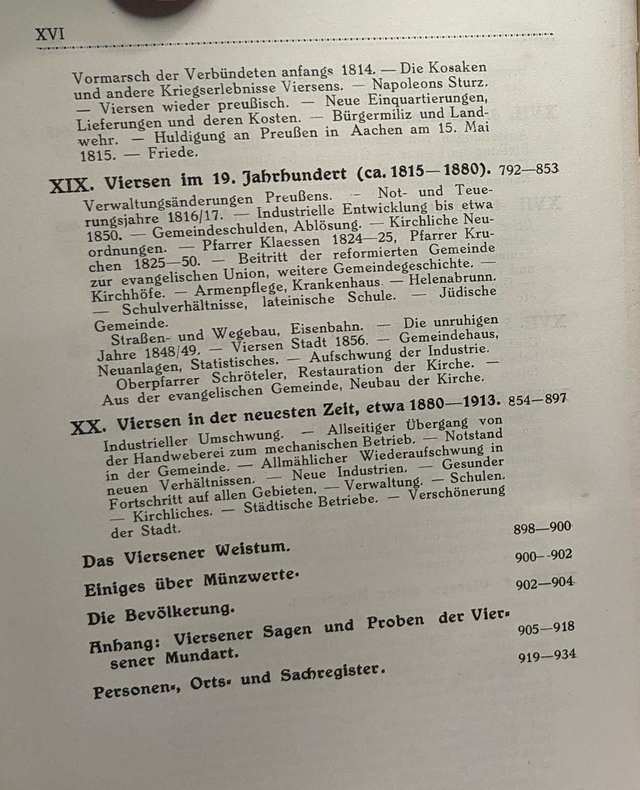 XVI
Vormarsch der Verbündeten anfangs 1814. — Die Kosaken
und andere Kriegserlebnisse Viersens. — Napoleons Sturz.
— Viersen wieder preußisch. — Neue Einquartierungen,
Lieferungen und deren Kosten. — Bürgermiliz und Land-
wehr. — Huldigung an Preußen in Aachen am 15. Mai
1815. — Friede.
XIX. Viersen im 19. Jahrhundert (ca. 1815—1880). 792—853
Verwaltungsänderungen Preußens. — Not- und Teue-
rungsjahre 1816/17. — Industrielle Entwicklung bis etwa
1850. — Gemeindeschulden, Ablösung. — Kirchliche Neu-
ordnungen. — Pfarrer Klaessen 1824—25, Pfarrer Kru-
chen 1825—50. — Beitritt der reformierten Gemeinde
zur evangelischen Union, weitere Gemeindegeschichte. —
Kirchhöfe. — Armenpflege, Krankenhaus. — Helenabrunn.
— Schulverhältnisse, lateinische Schule. — Jüdische
Gemeinde.
Straßen- und Wegebau, Eisenbahn. — Die unruhigen
Jahre 1848/49. — Viersen Stadt 1856. — Gemeindehaus,
Neuanlagen, Statistisches. — Aufschwung der Industrie.
Oberpfarrer Schröteler, Restauration der Kirche. —
Aus der evangelischen Gemeinde, Neubau der Kirche.
XX. Viersen in der neuesten Zeit, etwa 1880—1913. 854—897
Industrieller Umschwung. — Allseitiger Übergang von
der Handweberei zum mechanischen Betrieb. — Notstand
in der Gemeinde. — Allmählicher Wiederaufschwung in
neuen Verhältnissen. — Neue Industrien. — Gesunder
Fortschritt auf allen Gebieten. — Verwaltung. — Schulen.
— Kirchliches. — Städtische Betriebe. — Verschönerung
der Stadt.
Das Viersener Weistum. 898—900
Einiges über Münzwerte. 900—902
Die Bevölkerung. 902—904
Anhang: Viersener Sagen und Proben der Vier-
sener Mundart. 905—918
Personen-, Orts- und Sachregister. 919—934